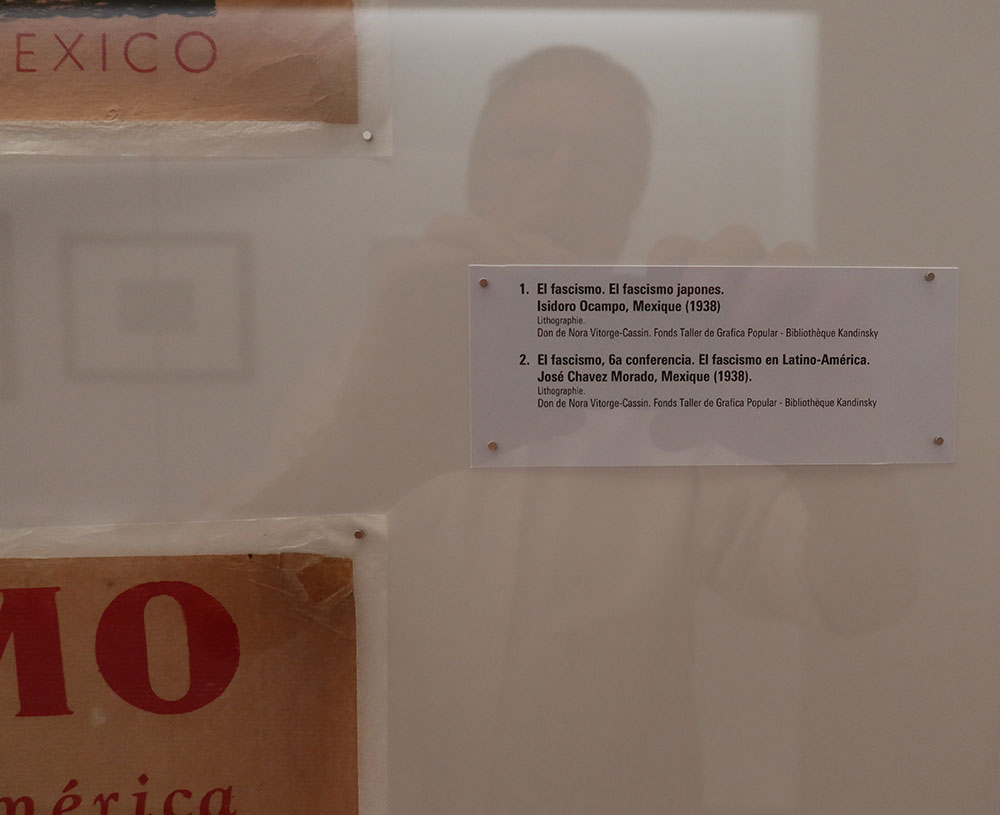 EXICO
1. El fascismo. El fascismo japones.
Isidoro Ocampo, Mexique (1938)
Lithographie.
Don de Nora Vitorge-Cassin. Fonds Taller de Grafica Popular - Bibliothèque Kandinsky
2. El fascismo, 6a conferencia. El fascismo en Latino-América.
José Chavez Morado, Mexique (1938).
Lithographie.
Don de Nora Vitorge-Cassin. Fonds Taller de Grafica Popular - Bibliothèque Kandinsky
MO
mérica